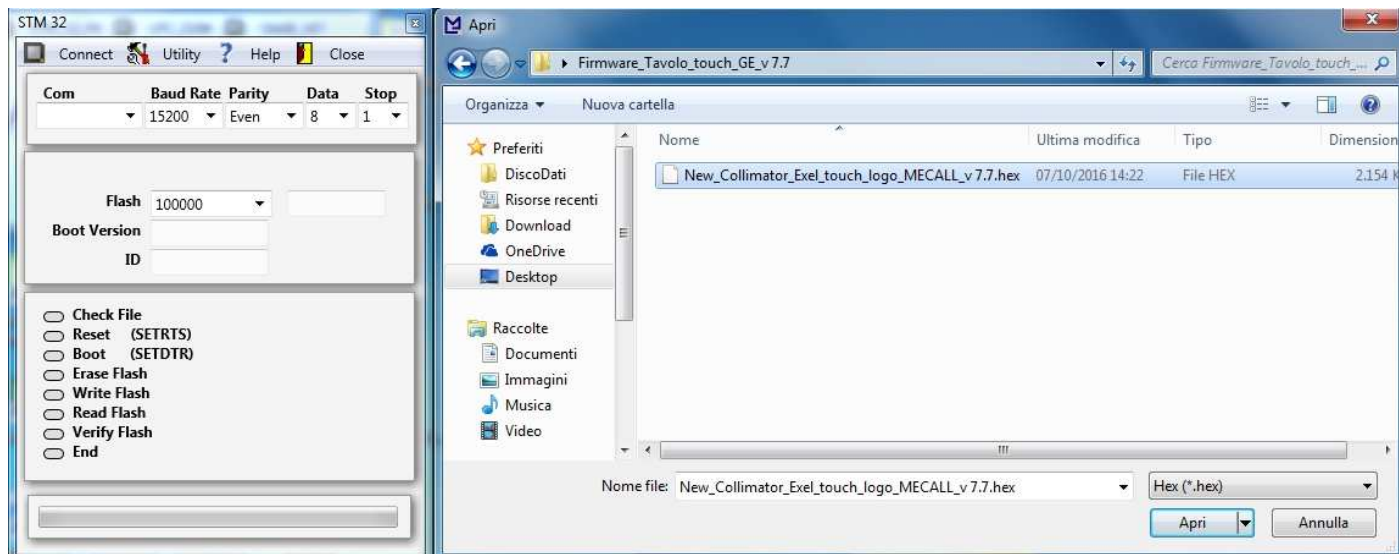 STM 32
Connect Utility ? Help Close
Com Baud Rate Parity Data Stop
15200 Even 8 1
Flash 100000
Boot Version
ID
Check File
Reset (SETRTS)
Boot (SETDTR)
Erase Flash
Write Flash
Read Flash
Verify Flash
End
Apri
Firmware_Tavolo_touch_GE_v 7.7
Cerca Firmware_Tavolo_touch_...
Organizza Nuova cartella
Nome Ultima modifica Tipo Dimension
New_Collimator_Exel_touch_logo_MECALL_v 7.7.hex 07/10/2016 14:22 File HEX 2.154 K
Preferiti
DiscoDati
Risorse recenti
Download
OneDrive
Desktop
Raccolte
Documenti
Immagini
Musica
Video
Nome file: New_Collimator_Exel_touch_logo_MECALL_v 7.7.hex Hex (*.hex)
Apri Annulla